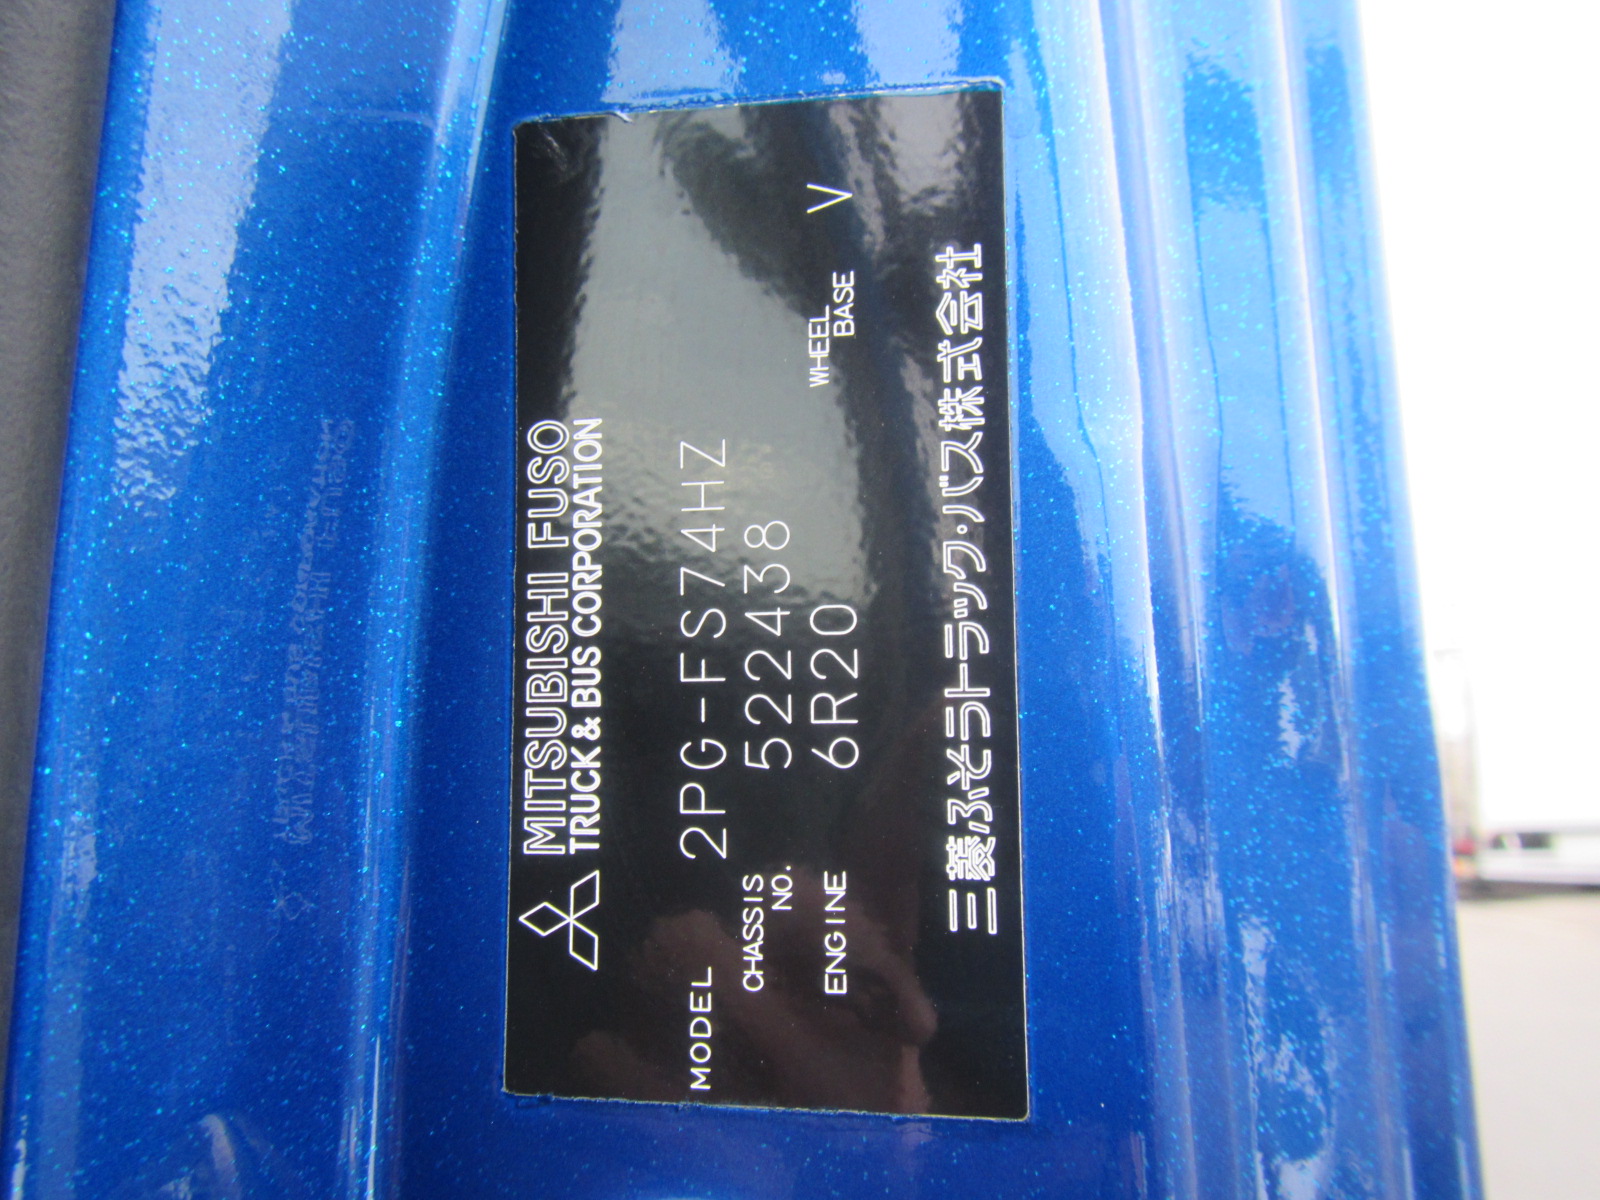 MITSUBISHI FUSO
TRUCK & BUS CORPORATION
MODEL 2PG-FS74HZ
CHASSIS NO. 522438
ENGINE 6R20 WHEEL BASE V
三菱ふそうトラック・バス株式会社